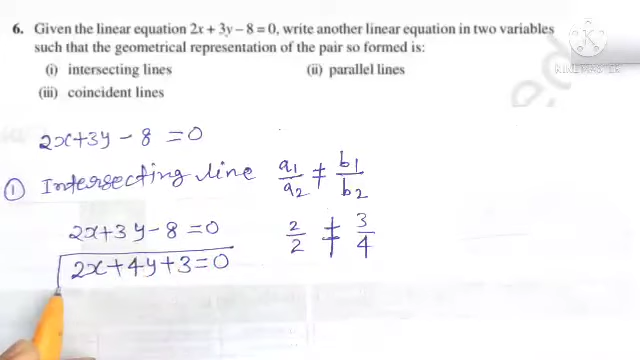 6. Given the linear equation 2x + 3y – 8 = 0, write another linear equation in two variables
such that the geometrical representation of the pair so formed is:
(i) intersecting lines (ii) parallel lines
(iii) coincident lines
KINEMASTER
2x+3y – 8 = 0
① Intersecting line a1/a2 ≠ b1/b2
2x+3y – 8 = 0 2/2 ≠ 3/4
2x+4y+3=0